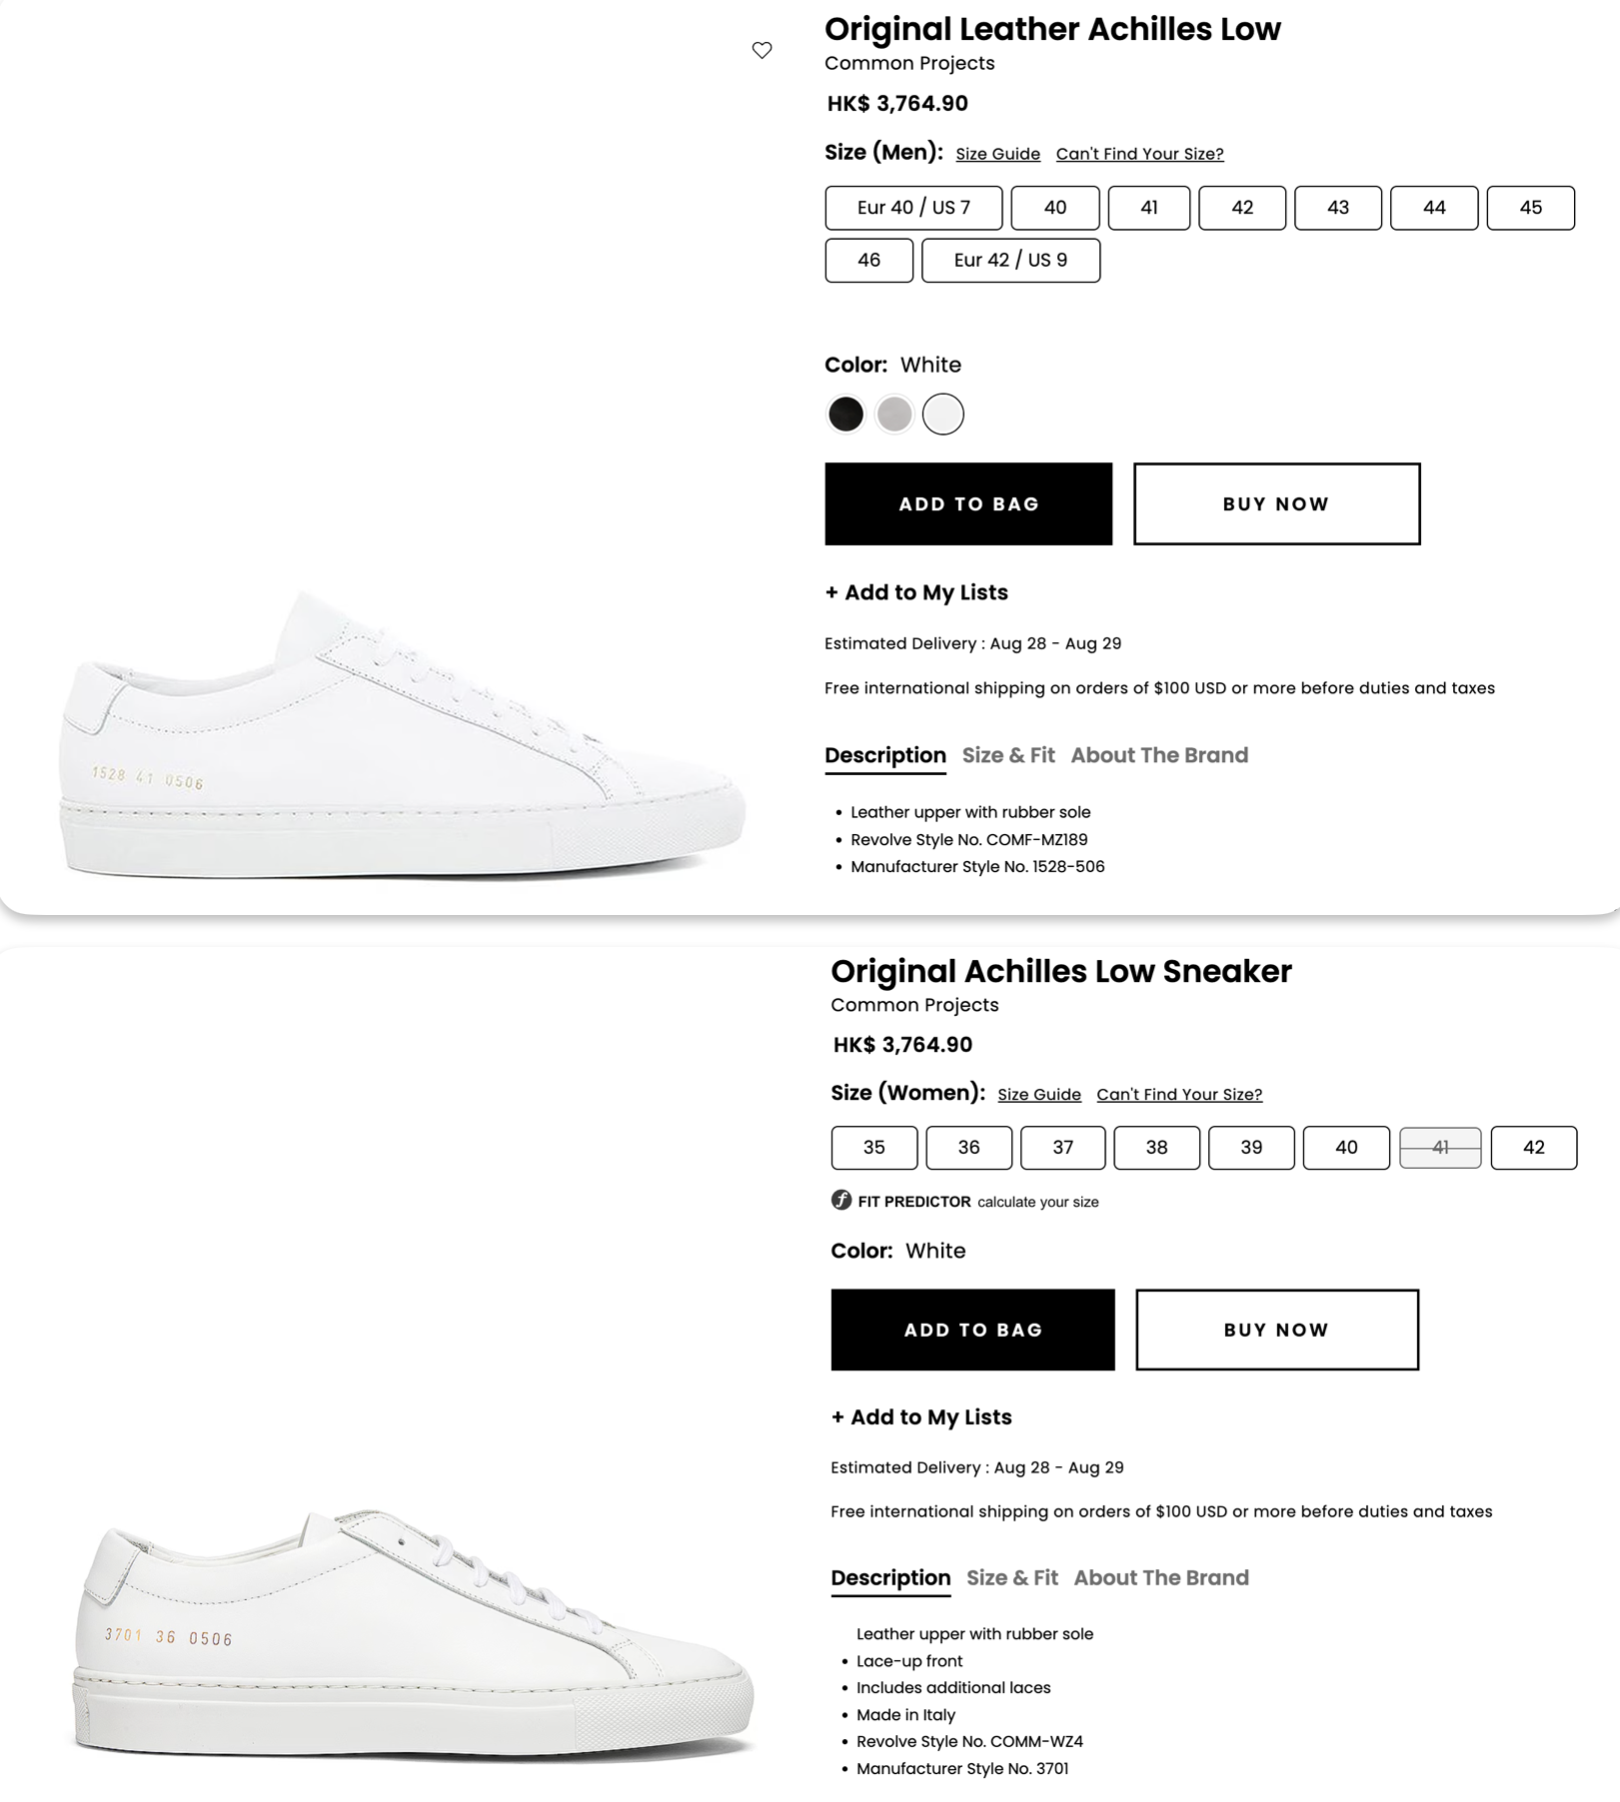 Original Leather Achilles Low
Common Projects
HK$ 3,764.90
Size (Men): Size Guide Can't Find Your Size?
Eur 40 / US 7 40 41 42 43 44 45
46 Eur 42 / US 9
Color: White
ADD TO BAG BUY NOW
+ Add to My Lists
Estimated Delivery : Aug 28 - Aug 29
Free international shipping on orders of $100 USD or more before duties and taxes
Description Size & Fit About The Brand
• Leather upper with rubber sole
• Revolve Style No. COMF-MZ189
• Manufacturer Style No. 1528-506
1528 41 0506
Original Achilles Low Sneaker
Common Projects
HK$ 3,764.90
Size (Women): Size Guide Can't Find Your Size?
35 36 37 38 39 40 41 42
FIT PREDICTOR calculate your size
Color: White
ADD TO BAG BUY NOW
+ Add to My Lists
Estimated Delivery : Aug 28 - Aug 29
Free international shipping on orders of $100 USD or more before duties and taxes
Description Size & Fit About The Brand
Leather upper with rubber sole
• Lace-up front
• Includes additional laces
• Made in Italy
• Revolve Style No. COMM-WZ4
• Manufacturer Style No. 3701
3701 36 0506